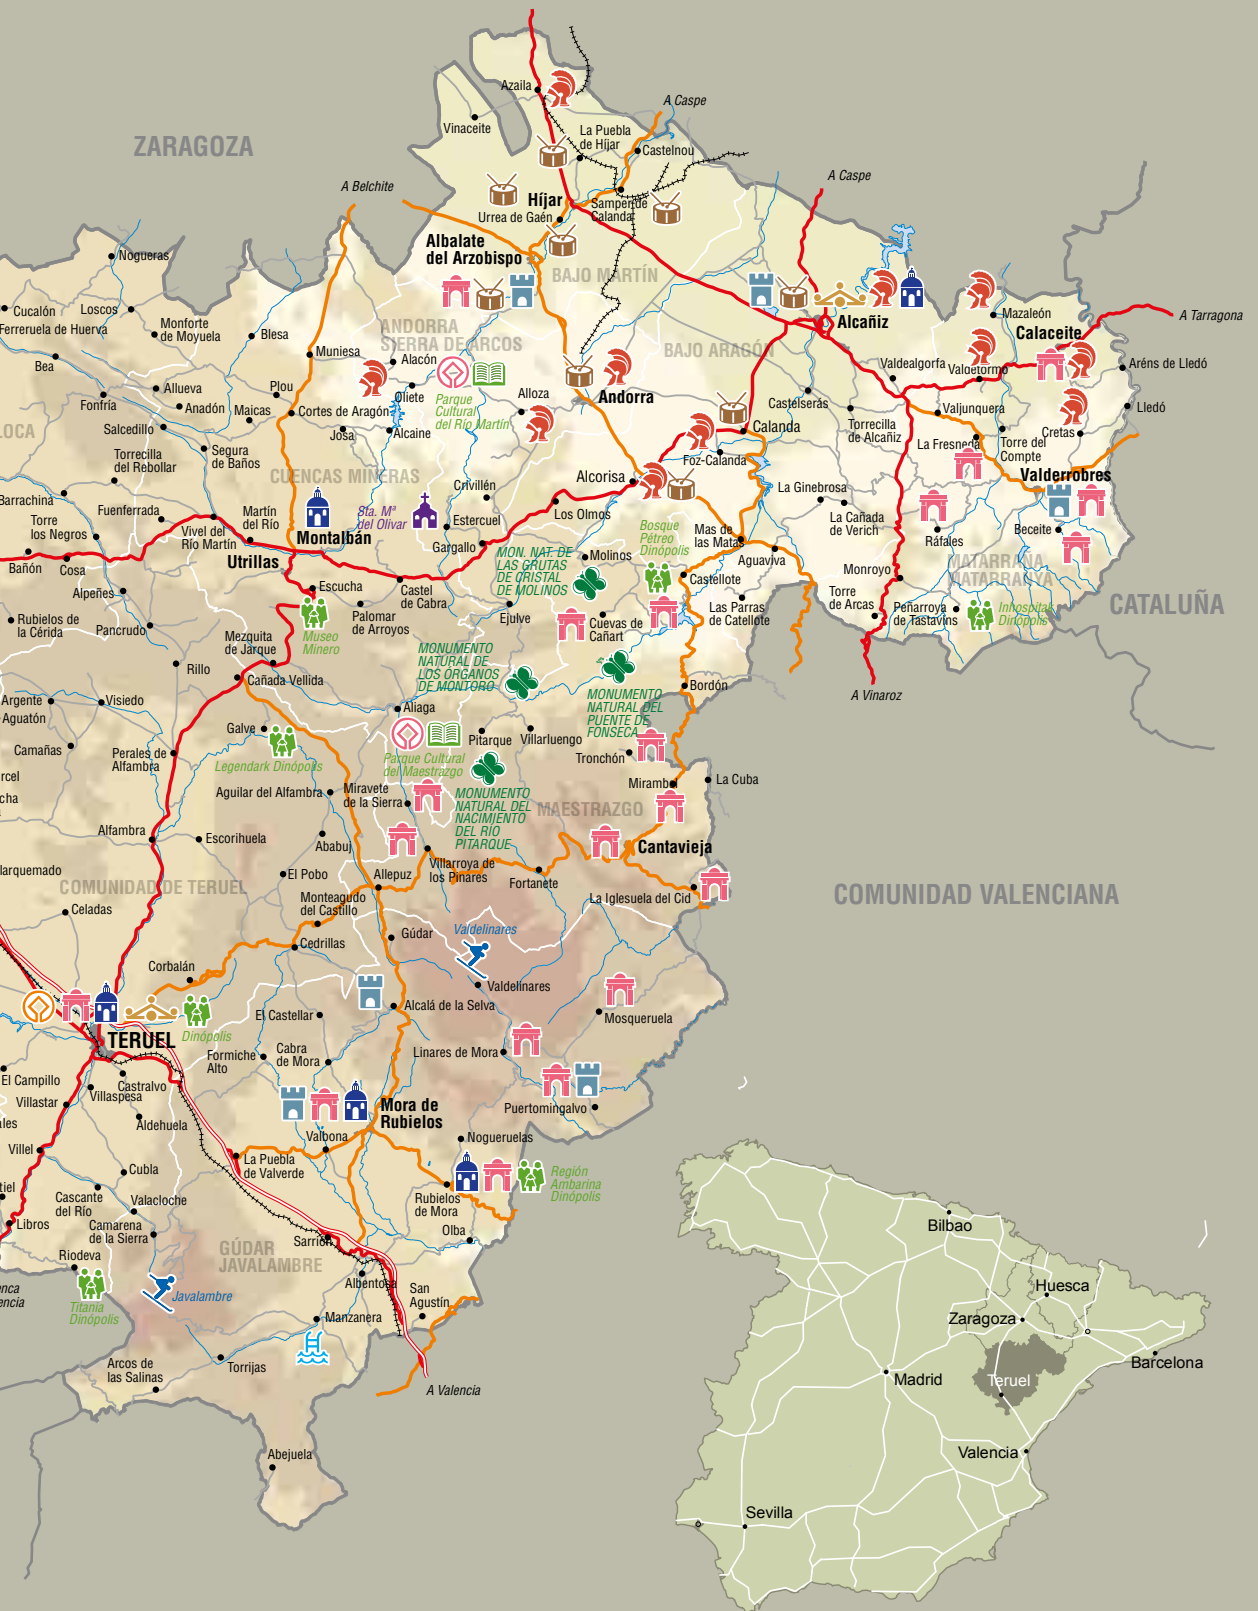 Azaila
A Caspe
Vinaceite
La Puebla
de Híjar
Castelnou
ZARAGOZA
A Belchite
A Caspe
Híjar
Samper de
Calanda
Urrea de Gaén
Albalate
del Arzobispo
Nogueras
BAJO MARTÍN
Cucalón
Loscos
Ferreruela de Huerva
Monforte
de Moyuela
Blesa
ANDORRA
SIERRA DE ARCOS
Alcañiz
Mazaleón
Calaceite
A Tarragona
Muniesa
Alacón
BAJO ARAGÓN
Valdealgorfa
Valdetormo
Aréns de Lledó
Bea
Allueva
Plou
Oliete
Parque
Cultural
del Río Martín
Alloza
Andorra
Castelserás
Fonfría
Anadón
Maicas
Cortes de Aragón
Valjunquera
Lledó
LOCA
Salcedillo
Josa
Alcaine
Calanda
Torrecilla
de Alcañiz
La Fresneda
Torre del
Compte
Cretas
Torrecilla
del Rebollar
Segura
de Baños
Foz-Calanda
CUENCAS MINERAS
Alcorisa
Valderrobres
Barrachina
Crivillén
La Ginebrosa
Fuenferrada
Martín
del Río
Sta. Mª
del Olivar
Los Olmos
La Cañada
de Verich
Torre
los Negros
Vivel del
Río Martín
Montalbán
Estercuel
Bosque
Pétreo
Dinópolis
Mas de
las Matas
Ráfales
Beceite
Gargallo
MON. NAT. DE
LAS GRUTAS
DE CRISTAL
DE MOLINOS
Molinos
Aguaviva
MATARRAÑA
MATARRANYA
Bañón
Cosa
Utrillas
Monroyo
Escucha
Castel
de Cabra
Castellote
Alpeñes
Palomar
de Arroyos
Ejulve
Las Parras
de Catellote
Torre
de Arcas
Peñarroya
de Tastavins
Inhospitak
Dinópolis
CATALUÑA
Rubielos de
la Cérida
Pancrudo
Museo
Minero
Cuevas de
Cañart
Mezquita
de Jarque
MONUMENTO
NATURAL DE
LOS ÓRGANOS
DE MONTORO
Rillo
Cañada Vellida
Bordón
A Vinaroz
Argente
Visiedo
Aliaga
MONUMENTO
NATURAL DEL
PUENTE DE
FONSECA
Aguatón
Galve
Camañas
Perales de
Alfambra
Legendark Dinópolis
Pitarque
Villarluengo
Parque Cultural
del Maestrazgo
Tronchón
rcel
cha
Aguilar del Alfambra
Miravete
de la Sierra
MONUMENTO
NATURAL DEL
NACIMIENTO
DEL RÍO
PITARQUE
MAESTRAZGO
Mirambel
La Cuba
Alfambra
Escorihuela
Ababuj
Cantavieja
larquemado
El Pobo
Allepuz
Villarroya de
los Pinares
Fortanete
COMUNIDAD DE TERUEL
Monteagudo
del Castillo
La Iglesuela del Cid
COMUNIDAD VALENCIANA
Celadas
Cedrillas
Gúdar
Valdelinares
Corbalán
Valdelinares
Alcalá de la Selva
El Castellar
Mosqueruela
TERUEL
Dinópolis
Formiche
Alto
Cabra
de Mora
Linares de Mora
El Campillo
Castralvo
Villaspesa
Villastar
Puertomingalvo
Mora de
Rubielos
ales
Aldehuela
Valbona
Nogueruelas
Villel
La Puebla
de Valverde
Cubla
Región
Ambarina
Dinópolis
tiel
Cascante
del Río
Valacloche
Rubielos
de Mora
Libros
Camarena
de la Sierra
Olba
Sarrión
GÚDAR
JAVALAMBRE
Riodeva
Albentosa
San
Agustín
enca
encia
Titania
Dinópolis
Javalambre
Manzanera
Arcos de
las Salinas
Torrijas
A Valencia
Abejuela
Bilbao
Huesca
Zaragoza
Barcelona
Madrid
Teruel
Valencia
Sevilla